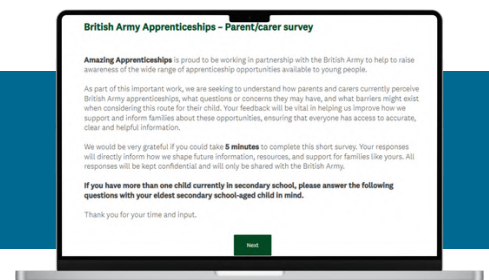 British Army Apprenticeships – Parent/carer survey
Amazing Apprenticeships is proud to be working in partnership with the British Army to help to raise
awareness of the wide range of apprenticeship opportunities available to young people.
As part of this important work, we are seeking to understand how parents and carers currently perceive
British Army apprenticeships, what questions or concerns they may have, and what barriers might exist
when considering this route for their child. Your feedback will be vital in helping us improve how we
support and inform families about these opportunities, ensuring that everyone has access to accurate,
clear and helpful information.
We would be very grateful if you could take 5 minutes to complete this short survey. Your responses
will directly inform how we shape future information, resources, and support for families like yours. All
responses will be kept confidential and will only be shared with the British Army.
If you have more than one child currently in secondary school, please answer the following
questions with your eldest secondary school-aged child in mind.
Thank you for your time and input.
Next